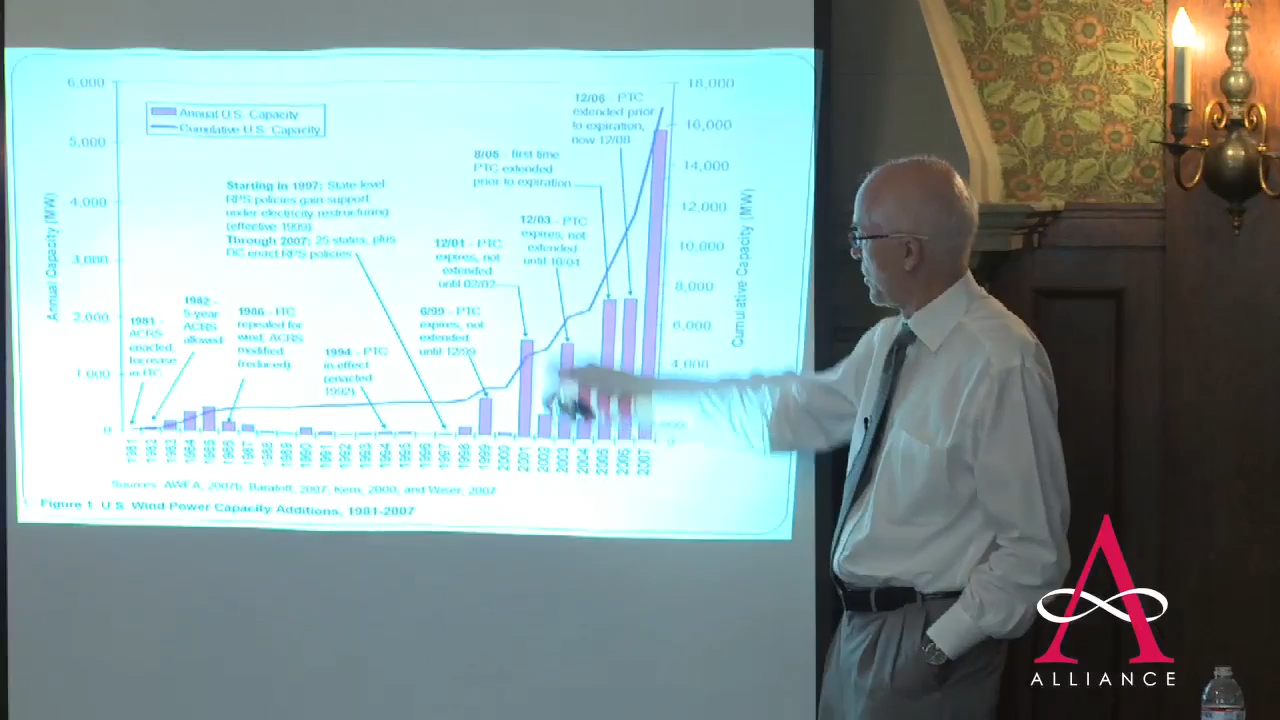 6,000
5,000
4,000
3,000
2,000
1,000
0
Annual Capacity (MW)
Annual U.S. Capacity
Cumulative U.S. Capacity
Starting in 1997: State-level
RPS policies gain support
under electricity restructuring
(effective 1999)
Through 2007: 25 states, plus
DC enact RPS policies
1981 -
ACRS
enacted,
Increase
in ITC
1982 -
5-year
ACRS
allowed
1986 - ITC
repealed for
wind, ACRS
modified
(reduced)
1994 - PTC
in effect
(enacted
1992)
6/99 - PTC
expires, not
extended
until 12/99
12/01 - PTC
expires, not
extended
until 03/02
12/03 - PTC
expires, not
extended
until 10/04
8/05 - first time
PTC extended
prior to expiration
12/06 - PTC
extended prior
to expiration,
now 12/08
18,000
16,000
14,000
12,000
10,000
8,000
6,000
4,000
0
Cumulative Capacity (MW)
1981 1982 1983 1984 1985 1986 1987 1988 1989 1990 1991 1992 1993 1994 1995 1996 1997 1998 1999 2000 2001 2002 2003 2004 2005 2006 2007
Sources: AWEA, 2007b, Baratoff, 2007, Kerns, 2000, and Wiser, 2007
Figure 1. U.S. Wind Power Capacity Additions, 1981-2007
ALLIANCE